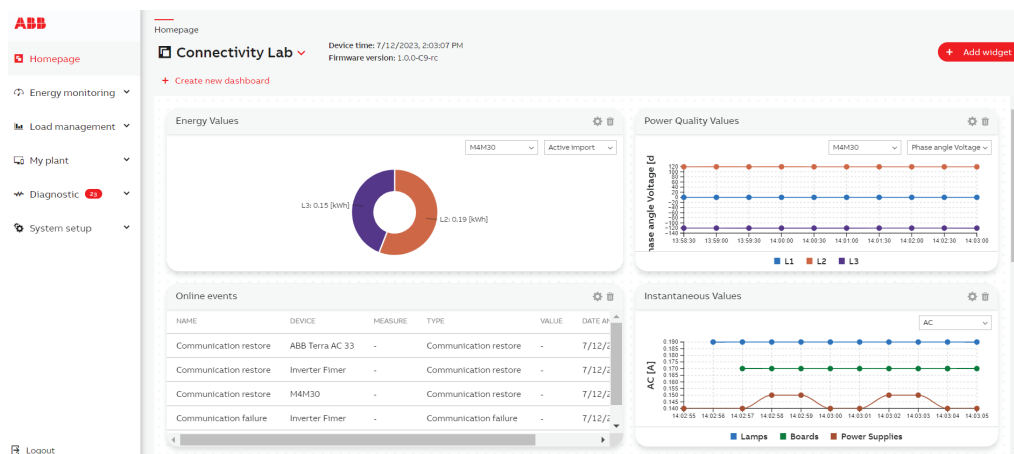 ABB
Homepage
Energy monitoring
Load management
My plant
Diagnostic 23
System setup
Logout
Homepage
Connectivity Lab
Device time: 7/12/2023, 2:03:07 PM
Firmware version: 1.0.0-C9-rc
+ Add widget
+ Create new dashboard
Energy Values
M4M30 Active import
L3: 0.15 [kWh]
L2: 0.19 [kWh]
Power Quality Values
M4M30 Phase angle Voltage
hase angle Voltage [d
120
100
80
60
40
20
0
-20
-40
-60
-80
-100
-120
-140
13:58:30 13:59:00 13:59:30 14:00:00 14:00:30 14:01:00 14:01:30 14:02:00 14:02:30 14:03:00
L1 L2 L3
Online events
NAME DEVICE MEASURE TYPE VALUE DATE AN
Communication restore ABB Terra AC 33 - Communication restore - 7/12/2
Communication restore Inverter Fimer - Communication restore - 7/12/2
Communication restore M4M30 - Communication restore - 7/12/2
Communication failure Inverter Fimer - Communication failure - 7/12/2
Instantaneous Values
AC
AC [A]
0.190
0.185
0.180
0.175
0.170
0.165
0.160
0.155
0.150
0.145
0.140
14:02:55 14:02:56 14:02:57 14:02:58 14:02:59 14:03:00 14:03:01 14:03:02 14:03:03 14:03:04 14:03:05
Lamps Boards Power Supplies